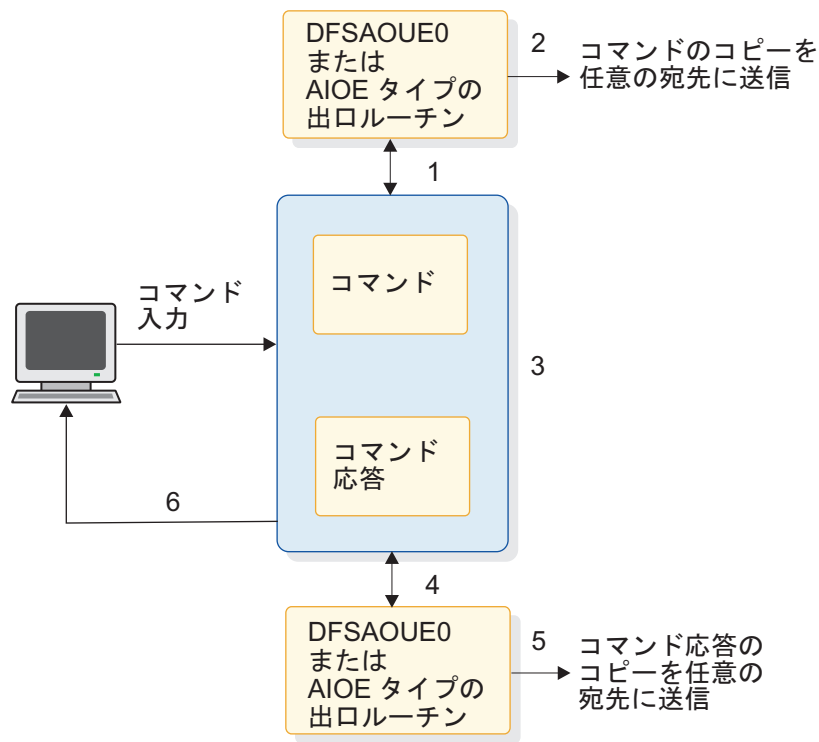 DFSAOUE0
または
AIOE タイプの
出口ルーチン
2
コマンドのコピーを
任意の宛先に送信
1
コマンド
入力
コマンド
3
コマンド
応答
6
4
DFSAOUE0
または
AIOE タイプの
出口ルーチン
5
コマンド応答の
コピーを任意の
宛先に送信